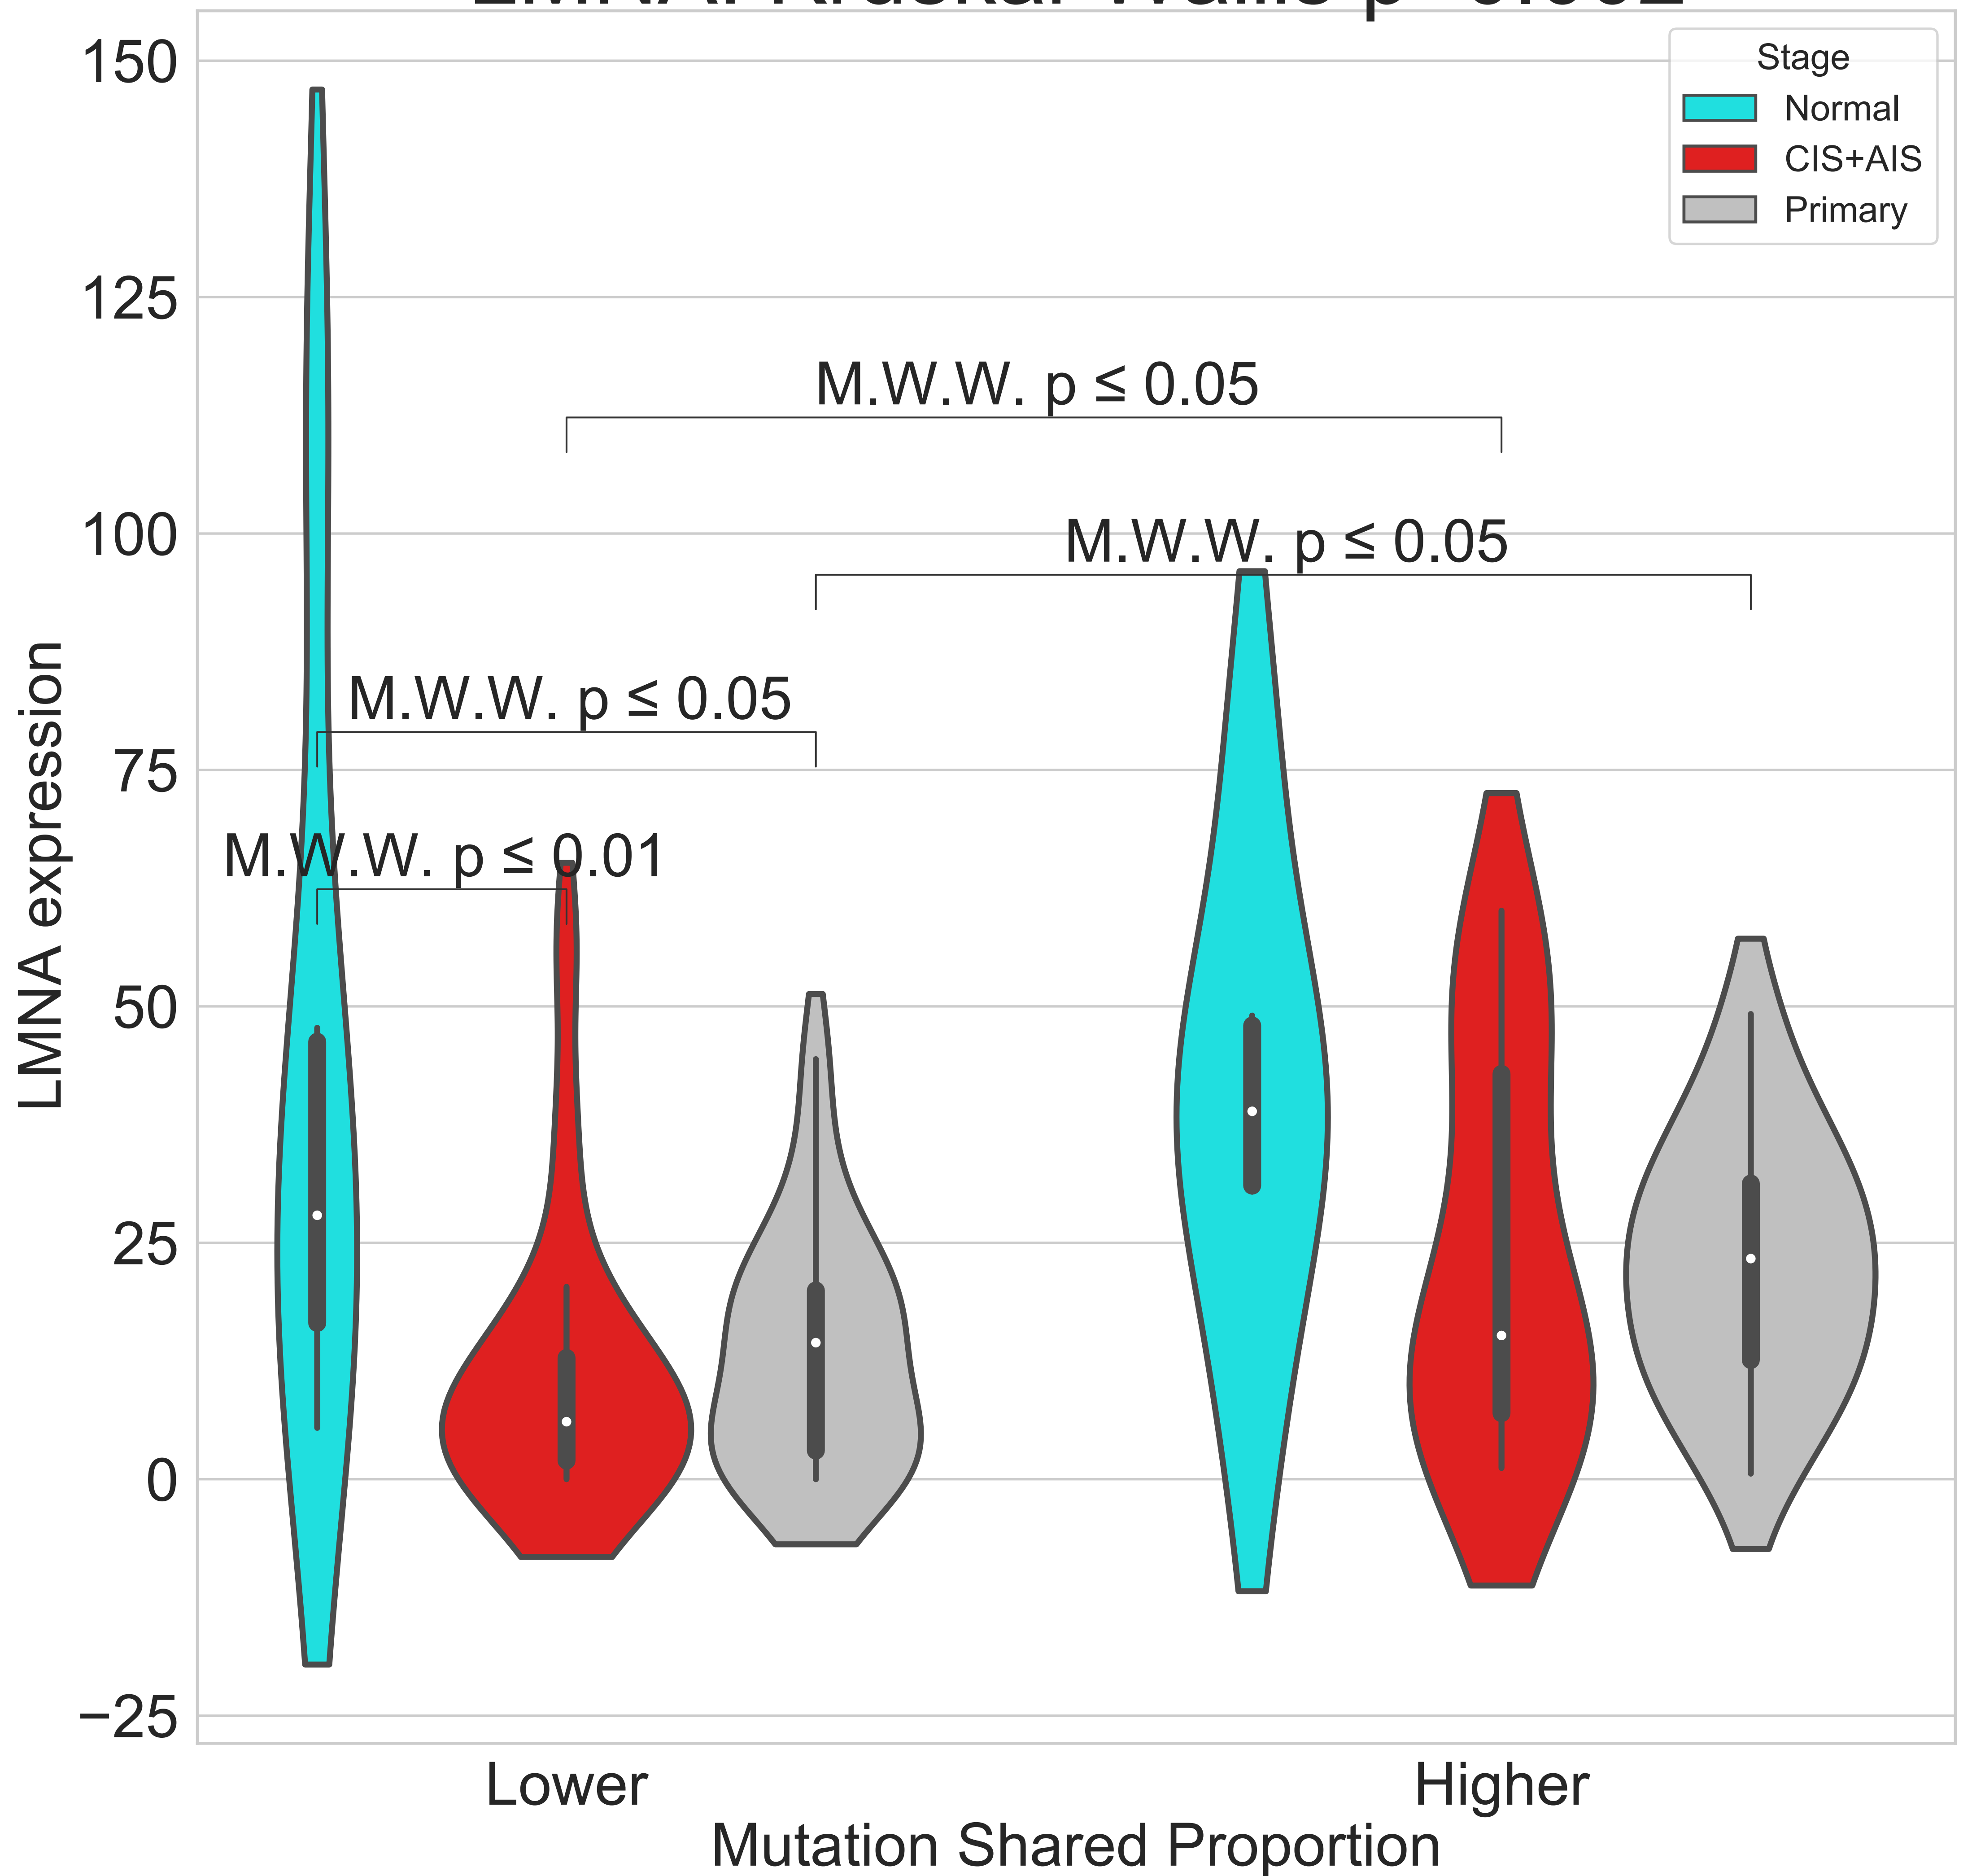 150
Stage
Normal
CIS+AIS
Primary
125
M.W.W. p ≤ 0.05
100
M.W.W. p ≤ 0.05
M.W.W. p ≤ 0.05
75
M.W.W. p ≤ 0.01
50
25
0
−25
LMNA expression
Lower
Higher
Mutation Shared Proportion